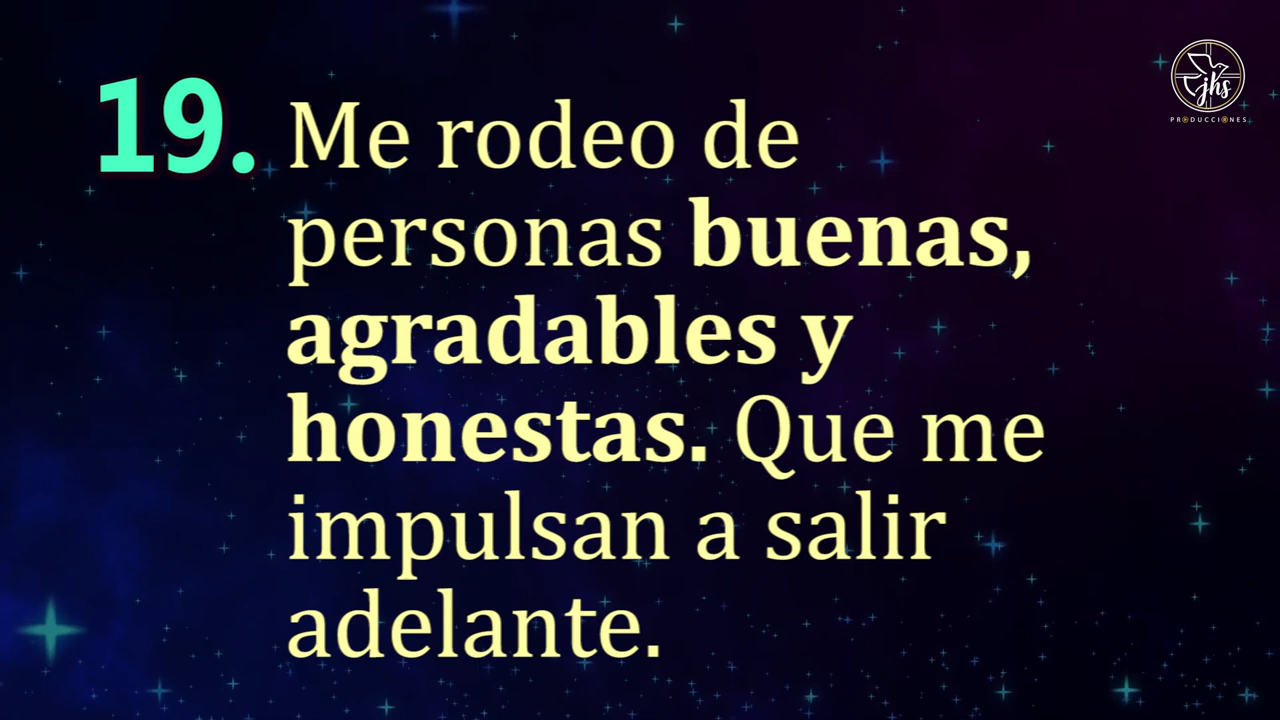 19. Me rodeo de
personas buenas,
agradables y
honestas. Que me
impulsan a salir
adelante.
jhs
PRODUCCIONES